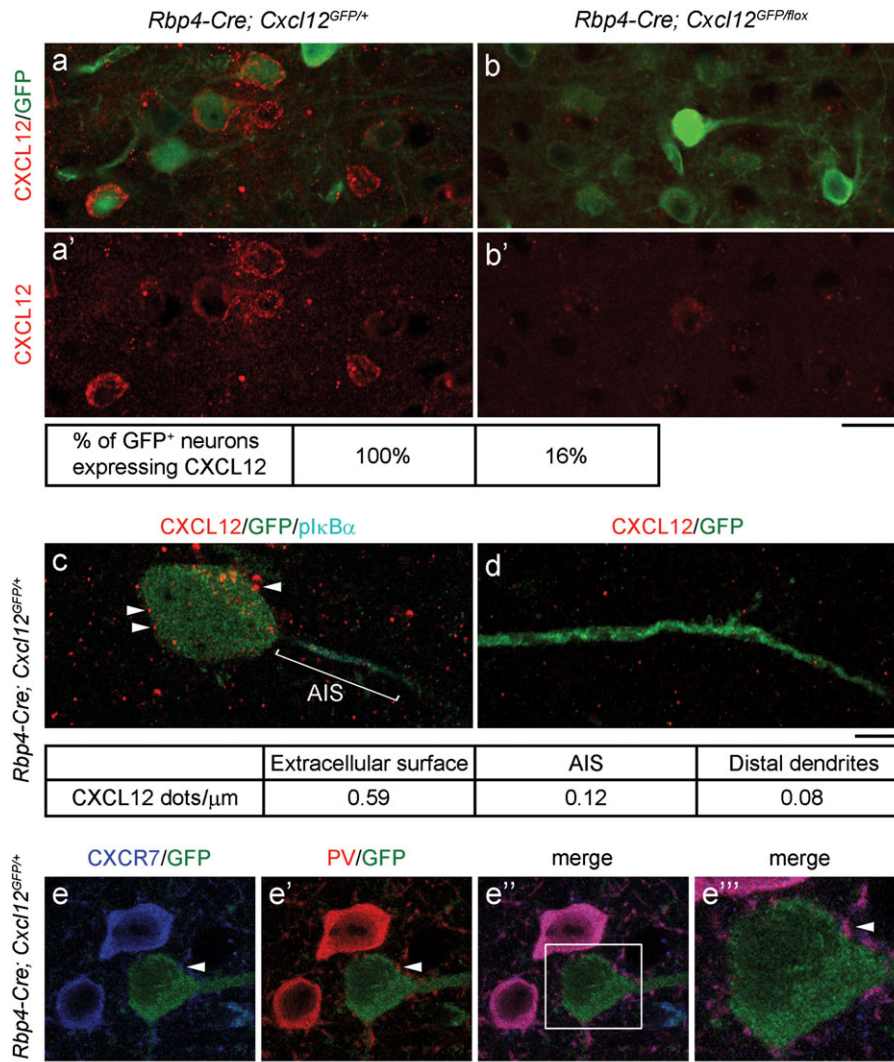 Rbp4-Cre; Cxcl12GFP/+
Rbp4-Cre; Cxcl12GFP/flox
CXCL12/GFP
a
b
CXCL12
a'
b'
% of GFP+ neurons expressing CXCL12
100%
16%
CXCL12/GFP/pIκBα
CXCL12/GFP
Rbp4-Cre; Cxcl12GFP/+
c
AIS
d
Extracellular surface
AIS
Distal dendrites
CXCL12 dots/μm
0.59
0.12
0.08
CXCR7/GFP
PV/GFP
merge
merge
Rbp4-Cre; Cxcl12GFP/+
e
e'
e''
e'''